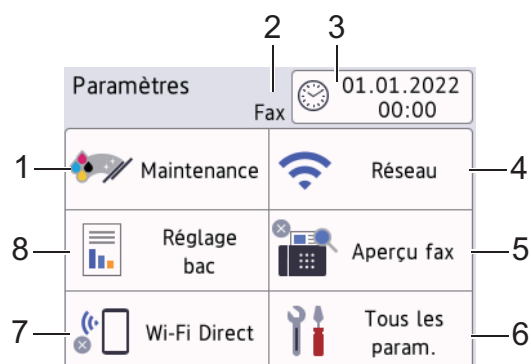 2 3
Paramètres
Fax
01.01.2022
00:00
1 Maintenance Réseau 4
8 Réglage
bac
Aperçu fax 5
7 Wi-Fi Direct
Tous les
param. 6